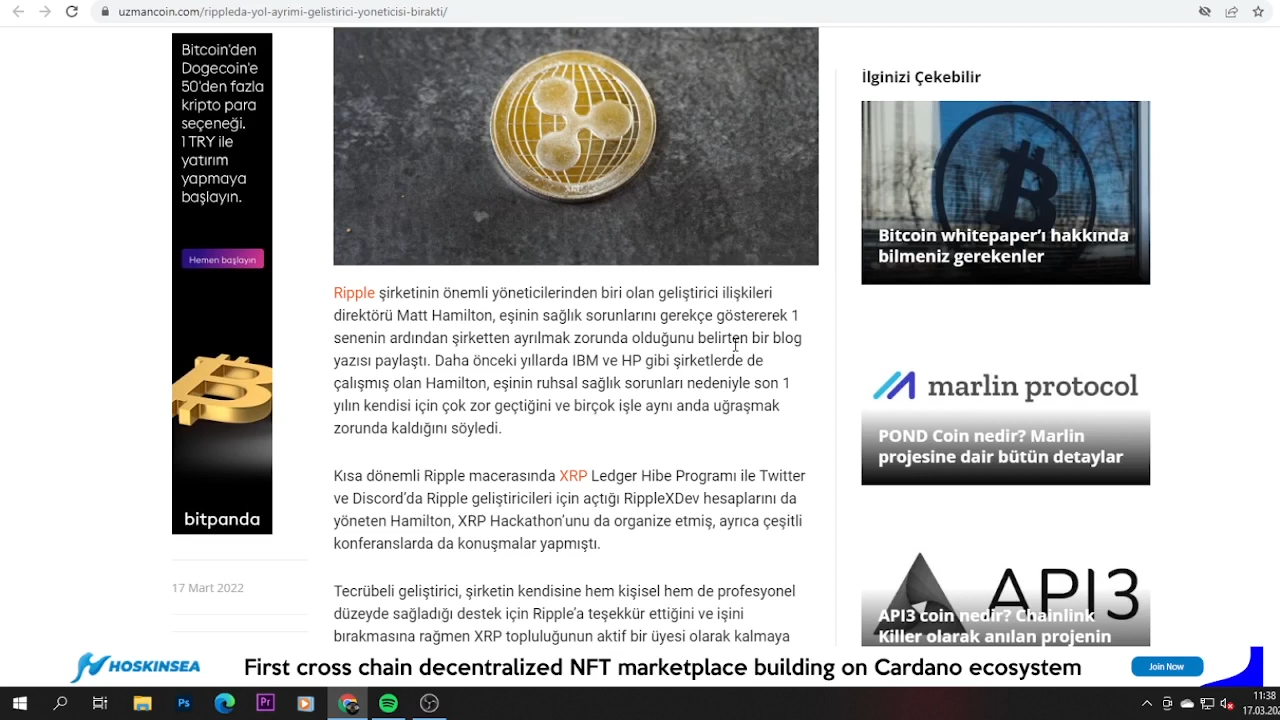 uzmancoin.com/rippleda-yol-ayrimi-gelistirici-yoneticisi-birakti/
Bitcoin'den
Dogecoin'e
50'den fazla
kripto para
seçeneği.
1 TRY ile
yatırım
yapmaya
başlayın.
Hemen başlayın
bitpanda
17 Mart 2022
XRP
Ripple şirketinin önemli yöneticilerinden biri olan geliştirici ilişkileri
direktörü Matt Hamilton, eşinin sağlık sorunlarını gerekçe göstererek 1
senenin ardından şirketten ayrılmak zorunda olduğunu belirten bir blog
yazısı paylaştı. Daha önceki yıllarda IBM ve HP gibi şirketlerde de
çalışmış olan Hamilton, eşinin ruhsal sağlık sorunları nedeniyle son 1
yılın kendisi için çok zor geçtiğini ve birçok işle aynı anda uğraşmak
zorunda kaldığını söyledi.
Kısa dönemli Ripple macerasında XRP Ledger Hibe Programı ile Twitter
ve Discord'da Ripple geliştiricileri için açtığı RippleXDev hesaplarını da
yöneten Hamilton, XRP Hackathon'unu da organize etmiş, ayrıca çeşitli
konferanslarda da konuşmalar yapmıştı.
Tecrübeli geliştirici, şirketin kendisine hem kişisel hem de profesyonel
düzeyde sağladığı destek için Ripple'a teşekkür ettiğini ve işini
bırakmasına rağmen XRP topluluğunun aktif bir üyesi olarak kalmaya
İlginizi Çekebilir
Bitcoin whitepaper'ı hakkında
bilmeniz gerekenler
marlin protocol
POND Coin nedir? Marlin
projesine dair bütün detaylar
API3
API3 coin nedir? Chainlink
Killer olarak anılan projenin
HOSKINSEA
First cross chain decentralized NFT marketplace building on Cardano ecosystem
Join Now
Ps
Pr
11:38